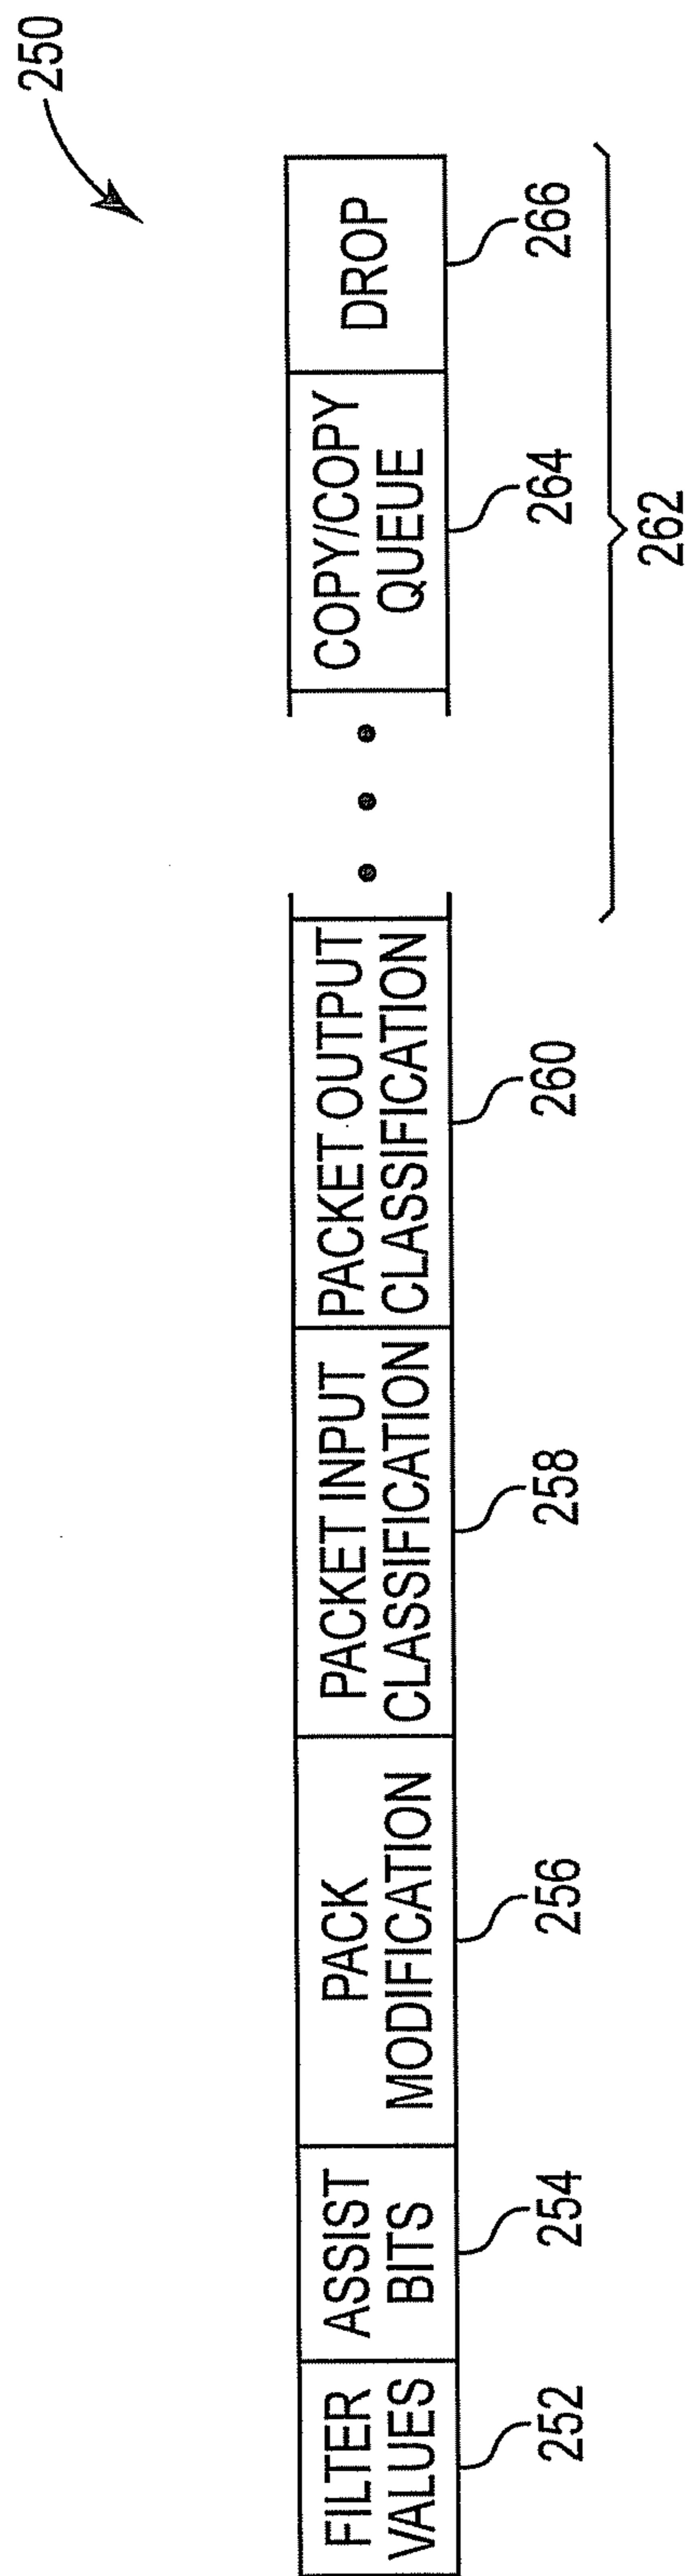 250
FILTER
VALUES
ASSIST
BITS
PACK
MODIFICATION
PACKET INPUT
CLASSIFICATION
PACKET OUTPUT
CLASSIFICATION
COPY/COPY
QUEUE
DROP
252
254
256
258
260
264
266
262